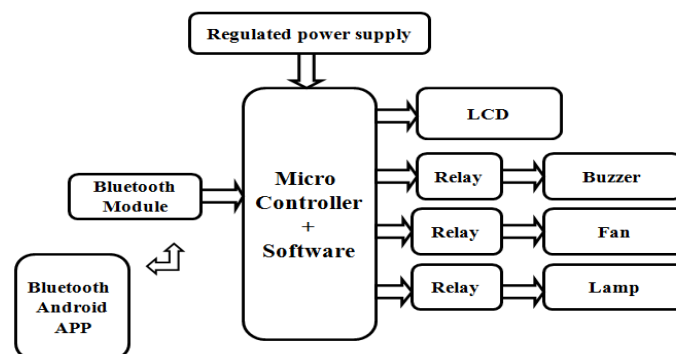 Regulated power supply
LCD
Bluetooth
Module
Micro
Controller
+
Software
Relay
Buzzer
Relay
Fan
Relay
Lamp
Bluetooth
Android
APP